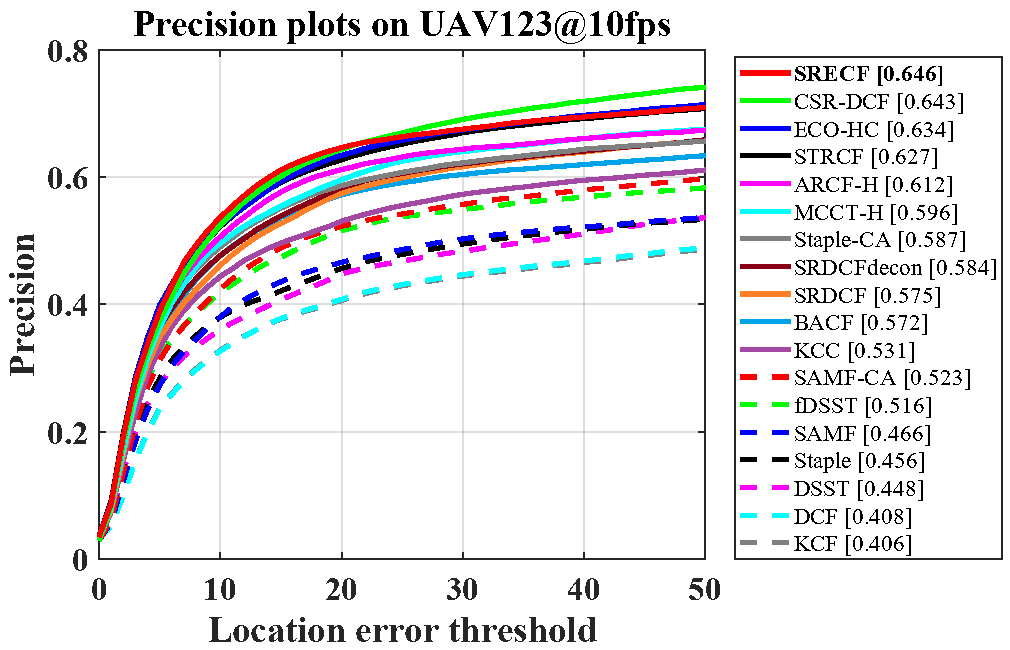 Precision plots on UAV123@10fps
Precision
0.8
0.6
0.4
0.2
0
0 10 20 30 40 50
Location error threshold
SRECF [0.646]
CSR-DCF [0.643]
ECO-HC [0.634]
STRCF [0.627]
ARCF-H [0.612]
MCCT-H [0.596]
Staple-CA [0.587]
SRDCFdecon [0.584]
SRDCF [0.575]
BACF [0.572]
KCC [0.531]
SAMF-CA [0.523]
fDSST [0.516]
SAMF [0.466]
Staple [0.456]
DSST [0.448]
DCF [0.408]
KCF [0.406]